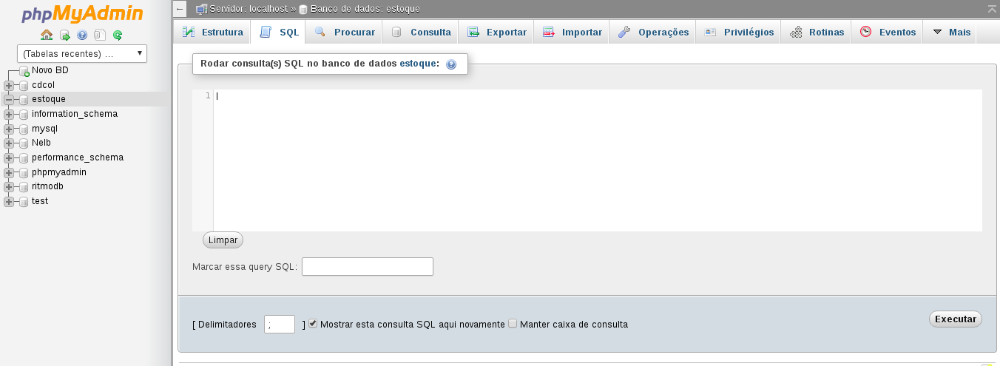 phpMyAdmin
(Tabelas recentes) ...
Novo BD
cdcol
estoque
information_schema
mysql
Nelb
performance_schema
phpmyadmin
ritmodb
test
← Servidor: localhost » Banco de dados: estoque
Estrutura SQL Procurar Consulta Exportar Importar Operações Privilégios Rotinas Eventos Mais
Rodar consulta(s) SQL no banco de dados estoque:
1
Limpar
Marcar essa query SQL:
[ Delimitadores ; ] Mostrar esta consulta SQL aqui novamente Manter caixa de consulta
Executar